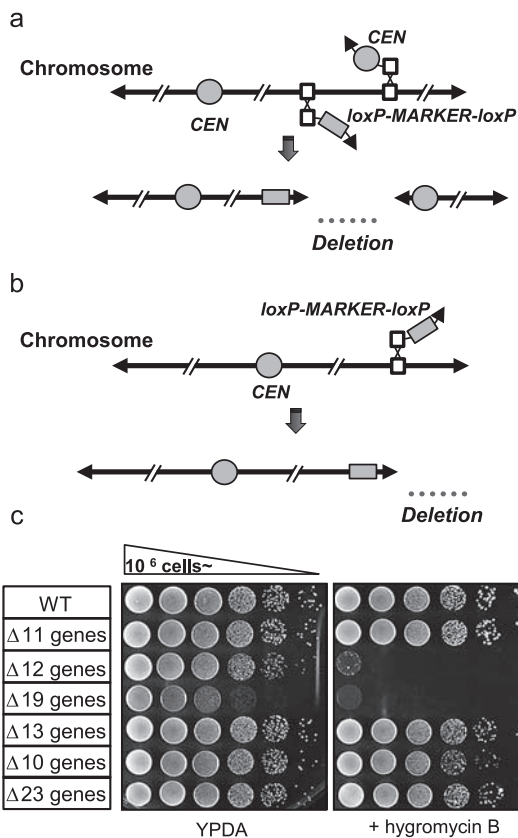 a
CEN
Chromosome
CEN
loxP-MARKER-loxP
Deletion
b
loxP-MARKER-loxP
Chromosome
CEN
Deletion
c
10 6 cells~
WT
Δ11 genes
Δ12 genes
Δ19 genes
Δ13 genes
Δ10 genes
Δ23 genes
YPDA
+ hygromycin B